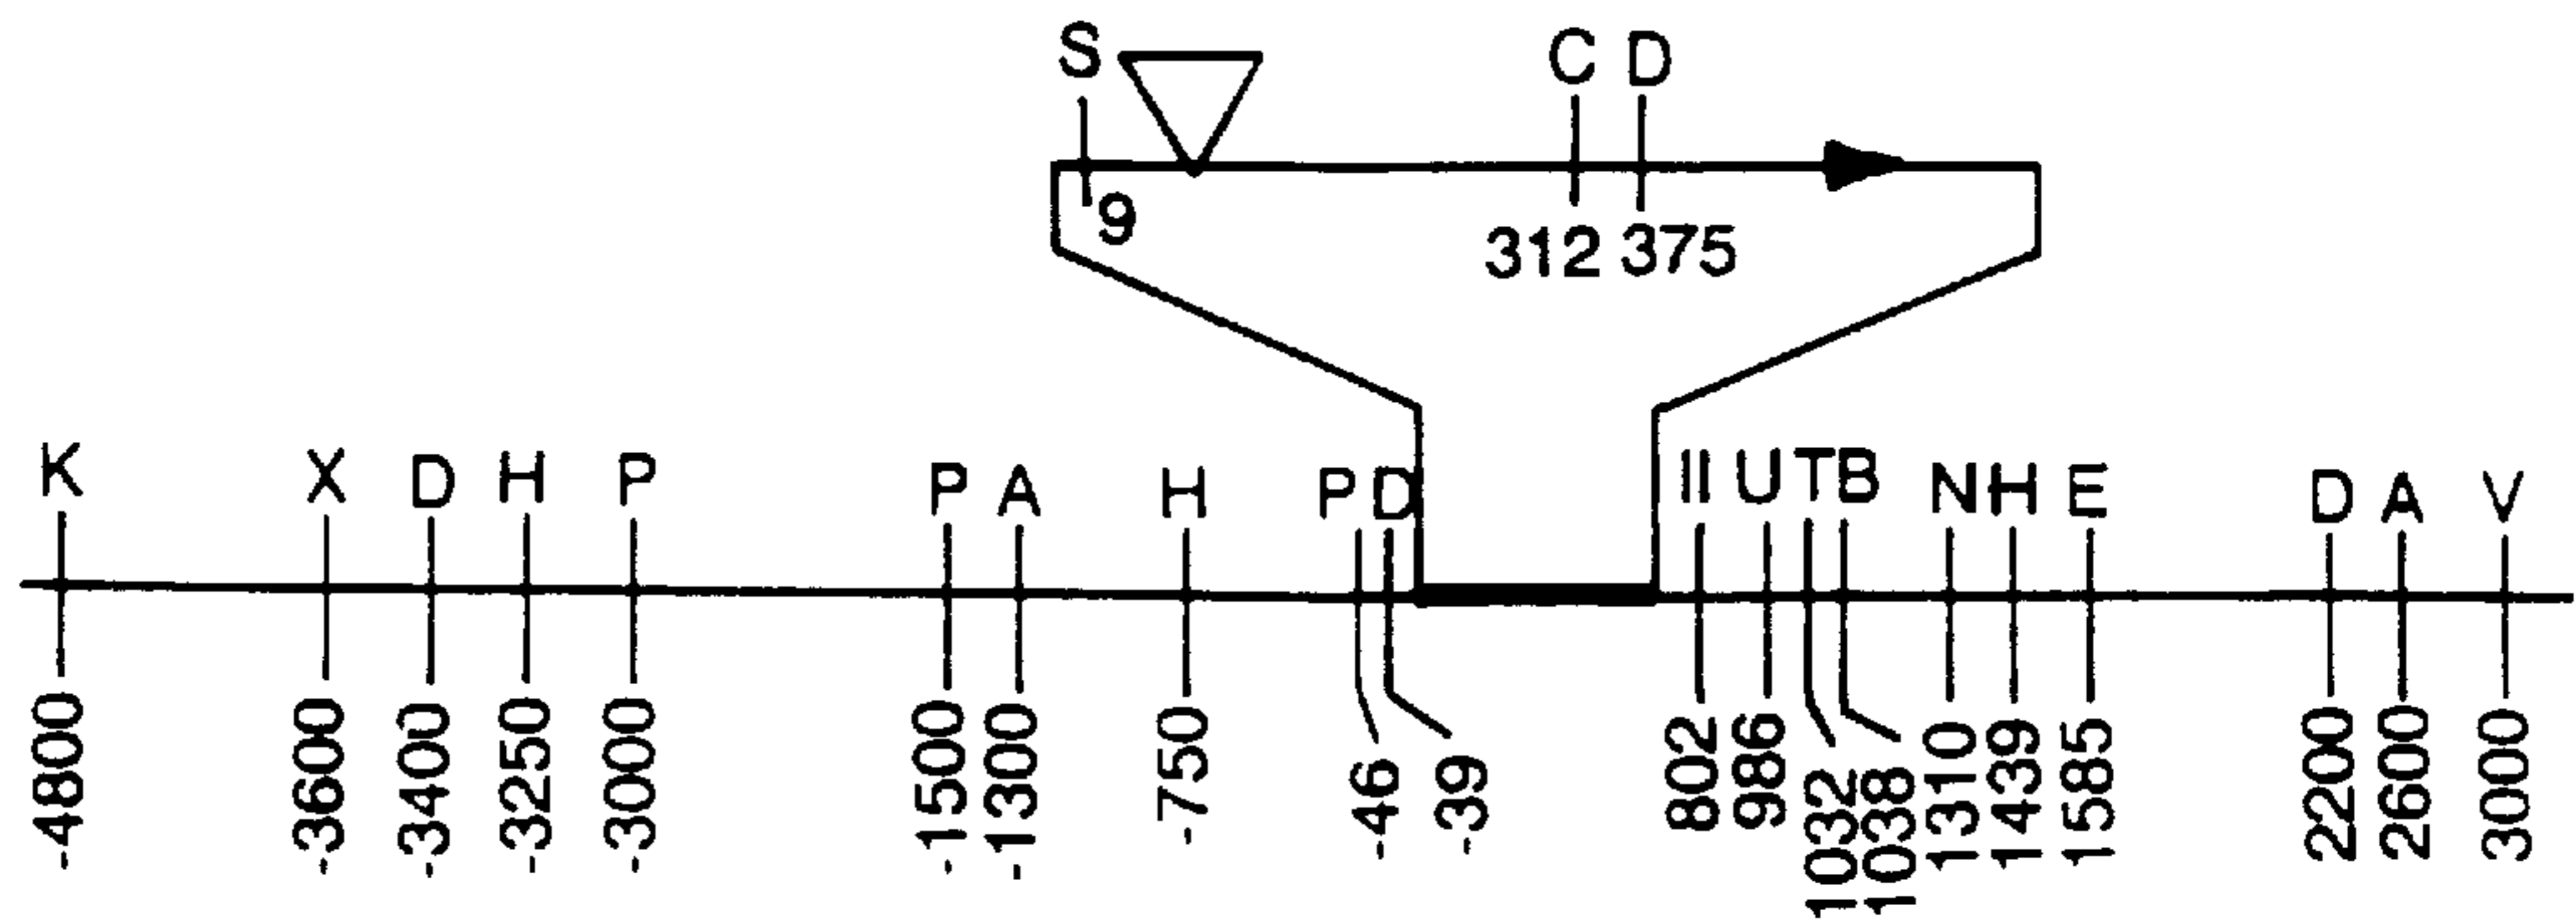 S C D
9 312 375
K X D H P P A H P D II U T B N H E D A V
-4800 -3600 -3400 -3250 -3000 -1500 -1300 -750 -46 -39 802 986 1032 1038 1310 1439 1585 2200 2600 3000